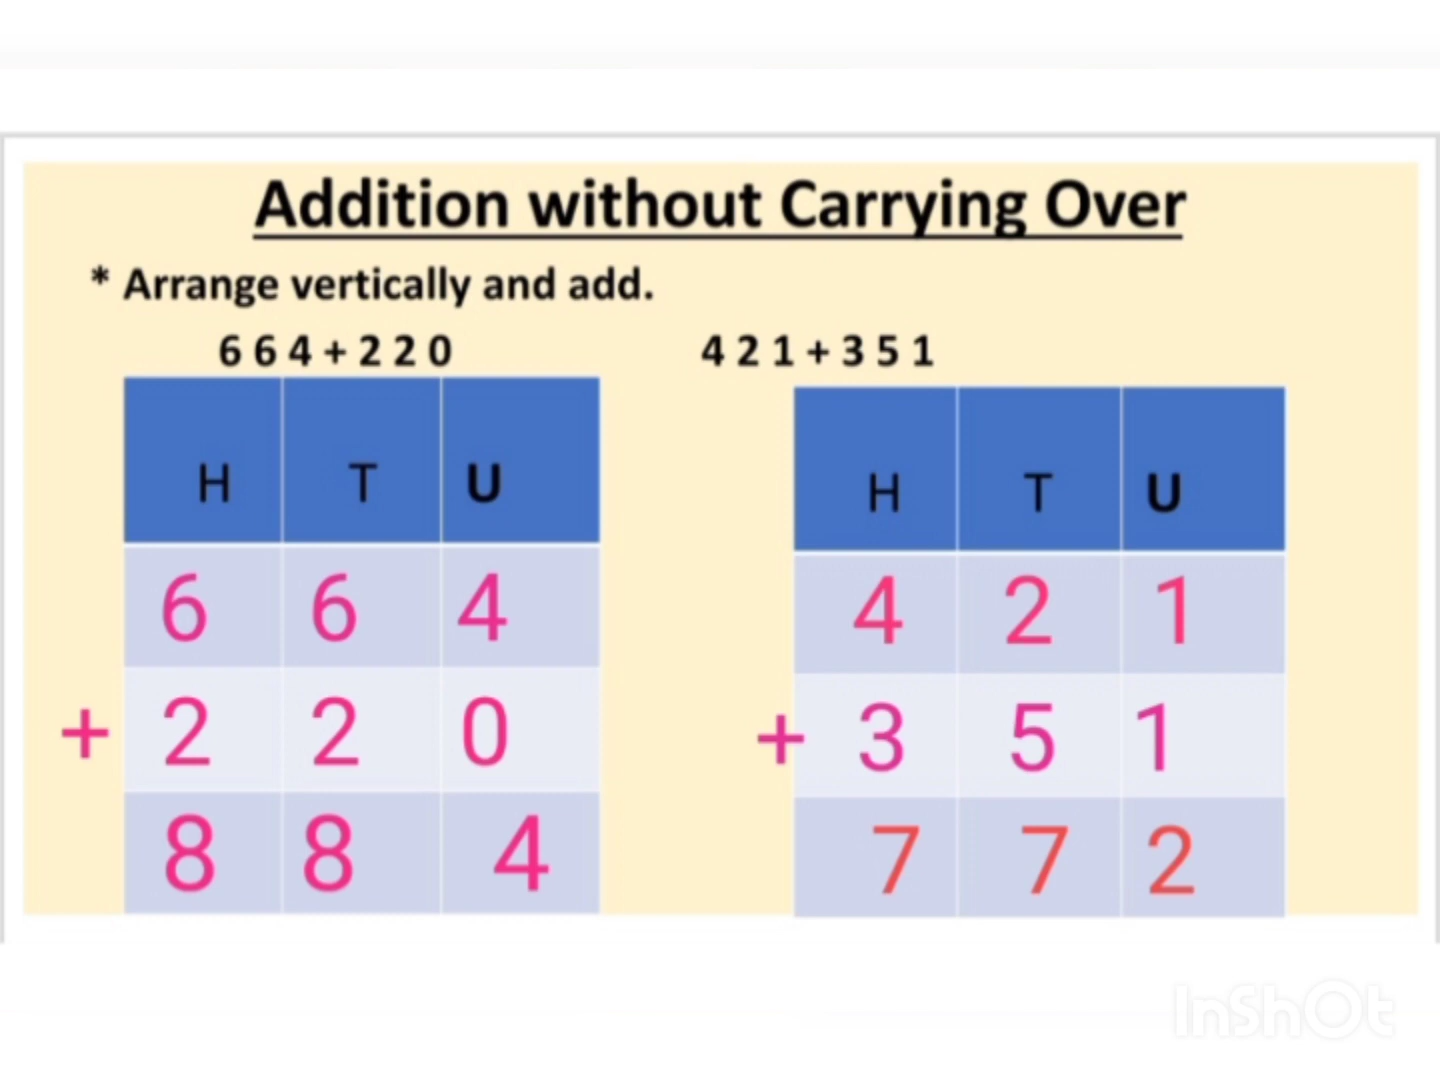 Addition without Carrying Over
* Arrange vertically and add.
6 6 4 + 2 2 0
H T U
6 6 4
+ 2 2 0
8 8 4
4 2 1 + 3 5 1
H T U
4 2 1
+ 3 5 1
7 7 2
InShOt